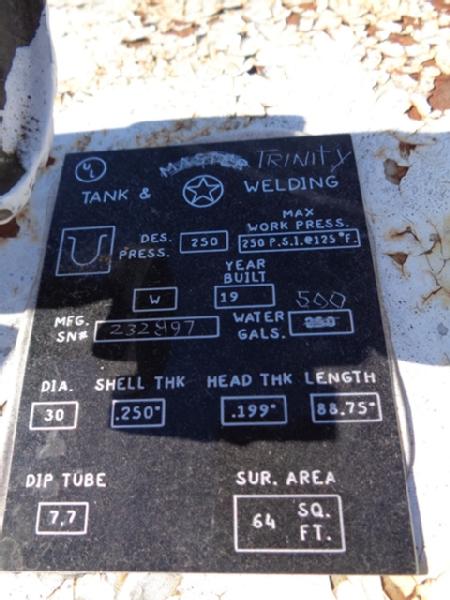 UL
MASTER TRINITY
TANK & WELDING
U
DES. PRESS. 250
MAX WORK PRESS. 250 P.S.I.@125°F.
W
YEAR BUILT 19
MFG. SN#
500
WATER GALS. 250
DIA. 30
SHELL THK .250"
HEAD THK .199"
LENGTH 88.75"
DIP TUBE 7.7
SUR. AREA 64 SQ. FT.